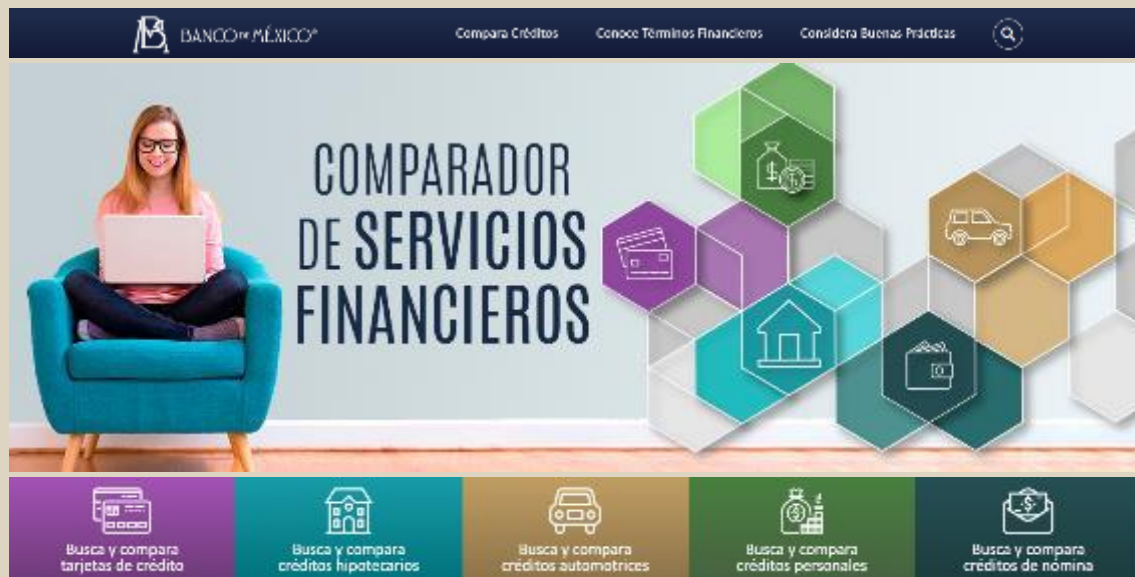 BANCO DE MÉXICO®
Compara Créditos
Conoce Términos Financieros
Considera Buenas Prácticas
COMPARADOR
DE SERVICIOS
FINANCIEROS
Busca y compara
tarjetas de crédito
Busca y compara
créditos hipotecarios
Busca y compara
créditos automotrices
Busca y compara
créditos personales
Busca y compara
créditos de nómina